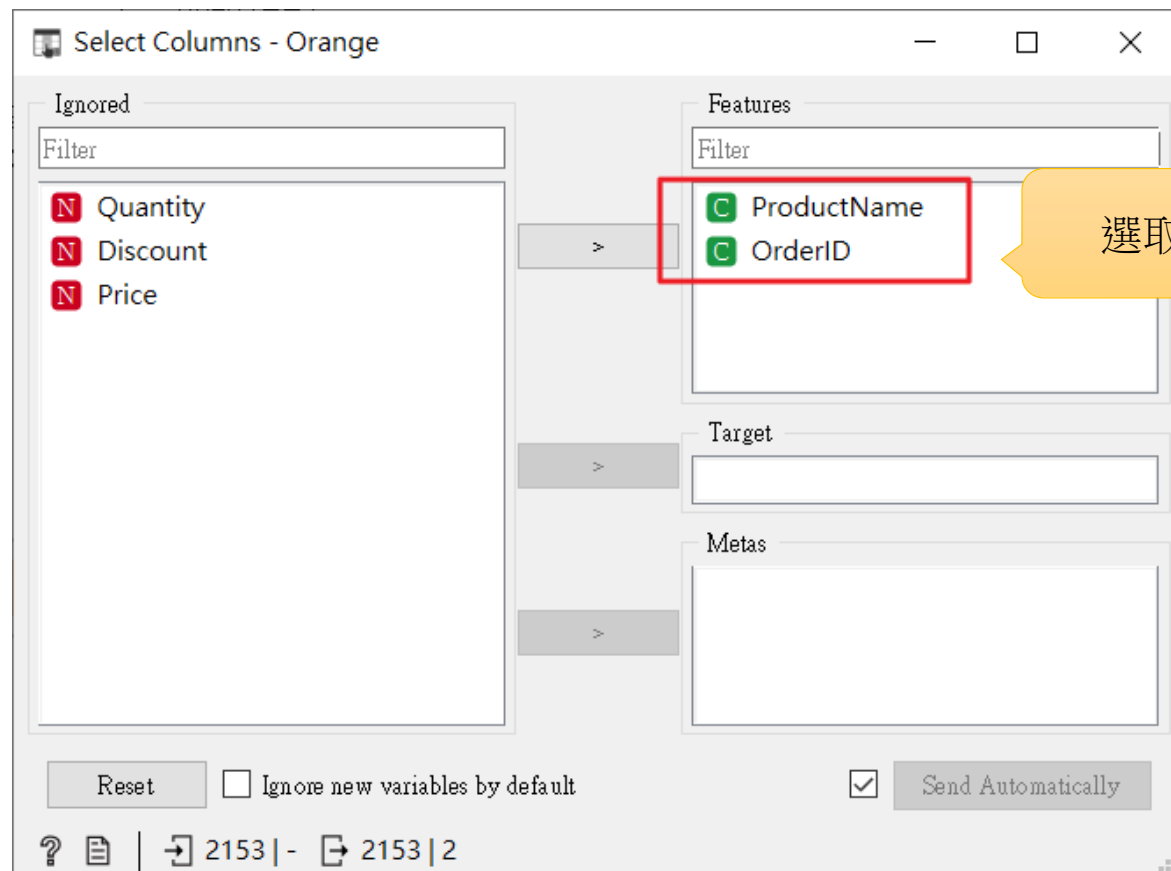 Select Columns - Orange
Ignored
Filter
N Quantity
N Discount
N Price
>
>
>
Features
Filter
C ProductName
C OrderID
選取
Target
Metas
Reset
Ignore new variables by default
Send Automatically
? 2153 | - 2153 | 2